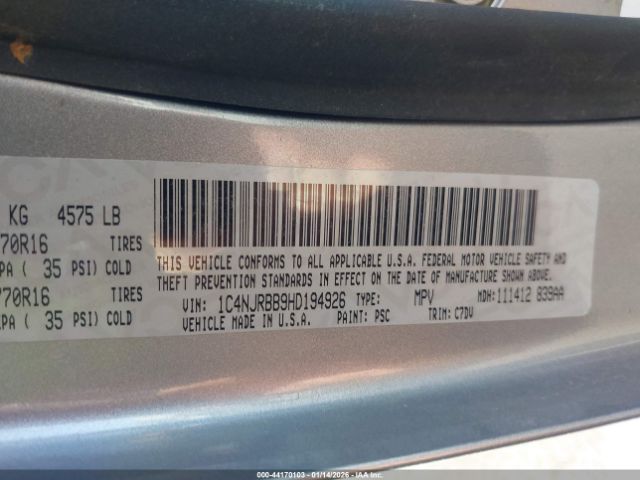 KG 4575 LB
70R16 TIRES
PA ( 35 PSI) COLD
70R16 TIRES
PA ( 35 PSI) COLD
THIS VEHICLE CONFORMS TO ALL APPLICABLE U.S.A. FEDERAL MOTOR VEHICLE SAFETY AND
THEFT PREVENTION STANDARDS IN EFFECT ON THE DATE OF MANUFACTURE SHOWN ABOVE.
VIN: 1C4NJRBB9HD194926 TYPE: MPV MDH: 111412 839AA
VEHICLE MADE IN U.S.A. PAINT: PSC TRIM: C7DV
000-44170103 - 01/14/2026 - IAAI.COM